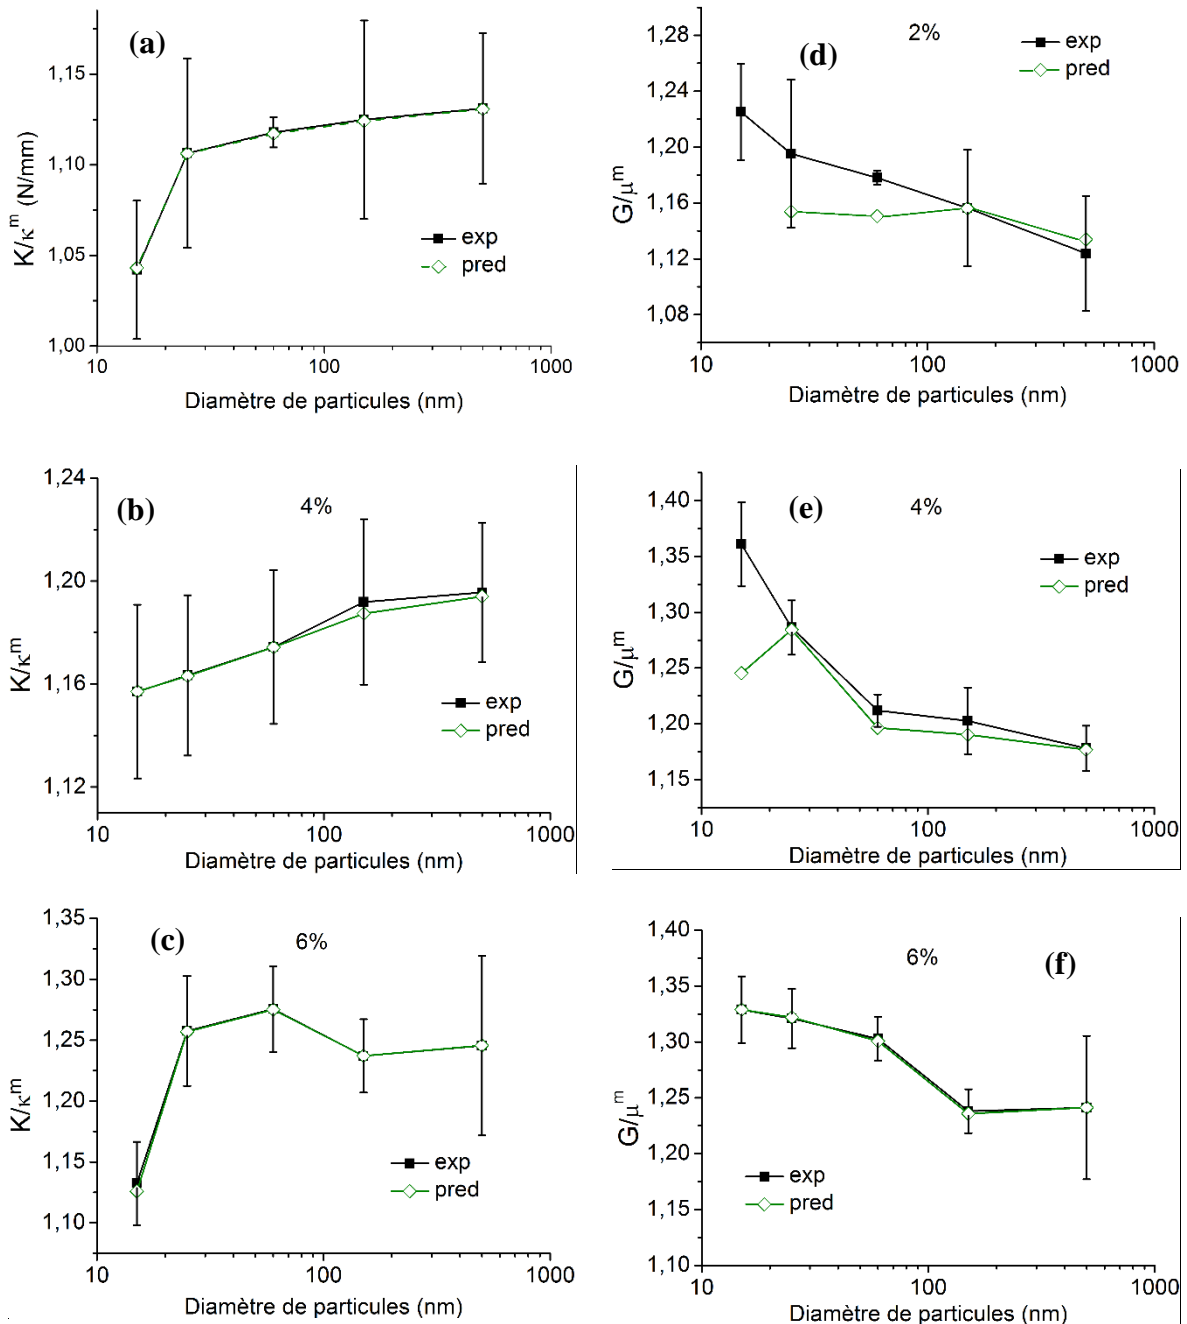 (a)
1,15
1,10
1,05
1,00
K/κᵐ (N/mm)
exp
pred
10
100
1000
Diamètre de particules (nm)
(d)
2%
exp
pred
1,28
1,24
1,20
1,16
1,12
1,08
G/μᵐ
10
100
1000
Diamètre de particules (nm)
(b)
4%
1,24
1,20
1,16
1,12
K/κᵐ
exp
pred
10
100
1000
Diamètre de particules (nm)
(e)
4%
1,40
1,35
1,30
1,25
1,20
1,15
G/μᵐ
exp
pred
10
100
1000
Diamètre de particules (nm)
(c)
6%
1,35
1,30
1,25
1,20
1,15
1,10
K/κᵐ
exp
pred
10
100
1000
Diamètre de particules (nm)
(f)
6%
1,40
1,35
1,30
1,25
1,20
1,15
1,10
G/μᵐ
exp
pred
10
100
1000
Diamètre de particules (nm)